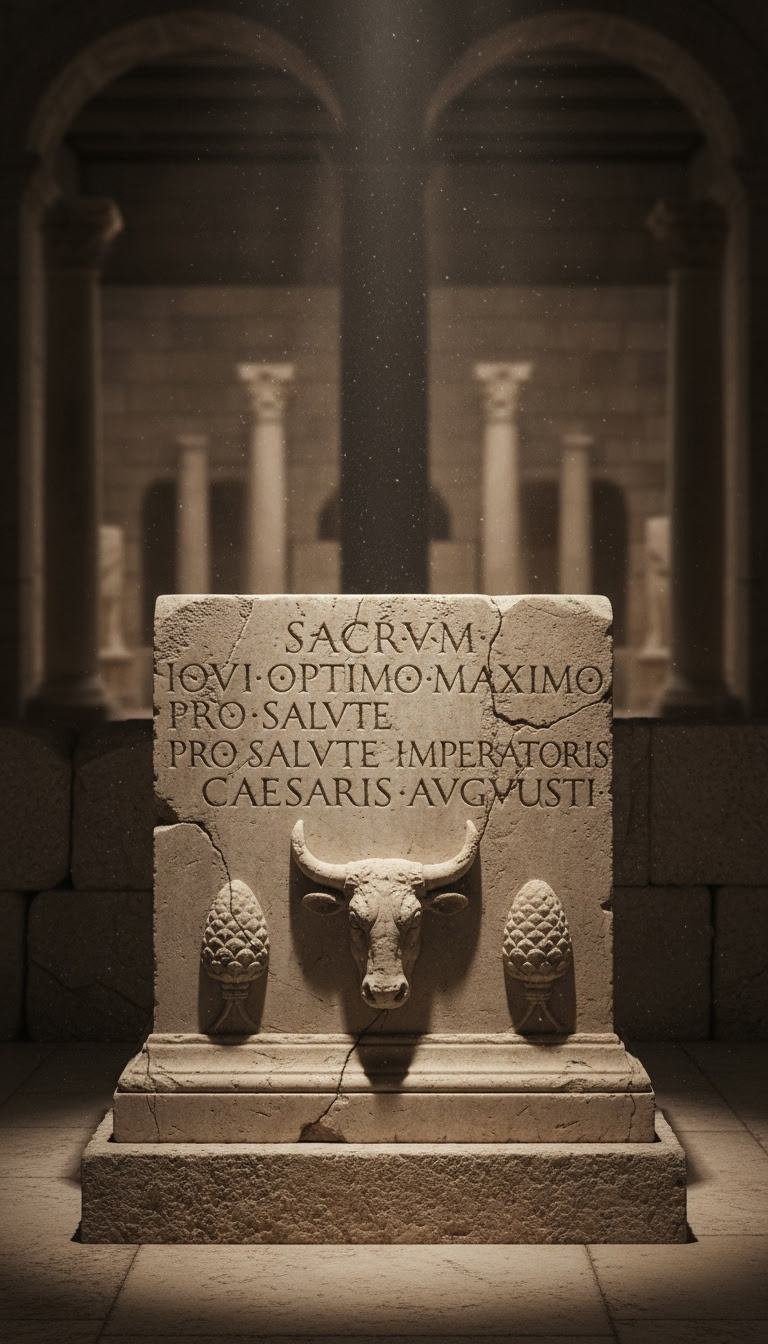 SACRVM·
IOVI·OPTIMO·MAXIMO
PRO·SALVTE
PRO SALVTE IMPERATORIS
CAESARIS·AVGVUSTI·